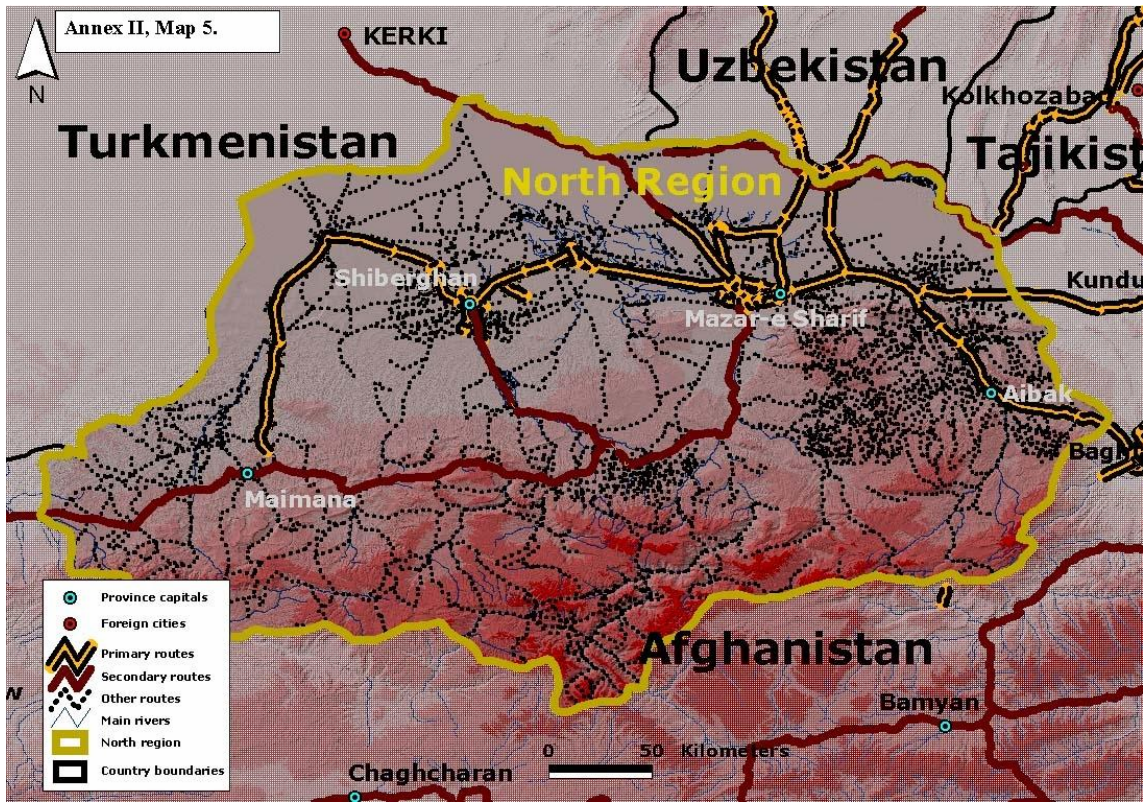 Annex II, Map 5.
N
KERKI
Uzbekistan
Kolkhozabad
Turkmenistan
Tajikist
North Region
Shiberghan
Kundu
Mazar-e Sharif
Aibak
Maimana
Afghanistan
Bamyan
Chaghcharan
0 50 Kilometers
Province capitals
Foreign cities
Primary routes
Secondary routes
Other routes
Main rivers
North region
Country boundaries